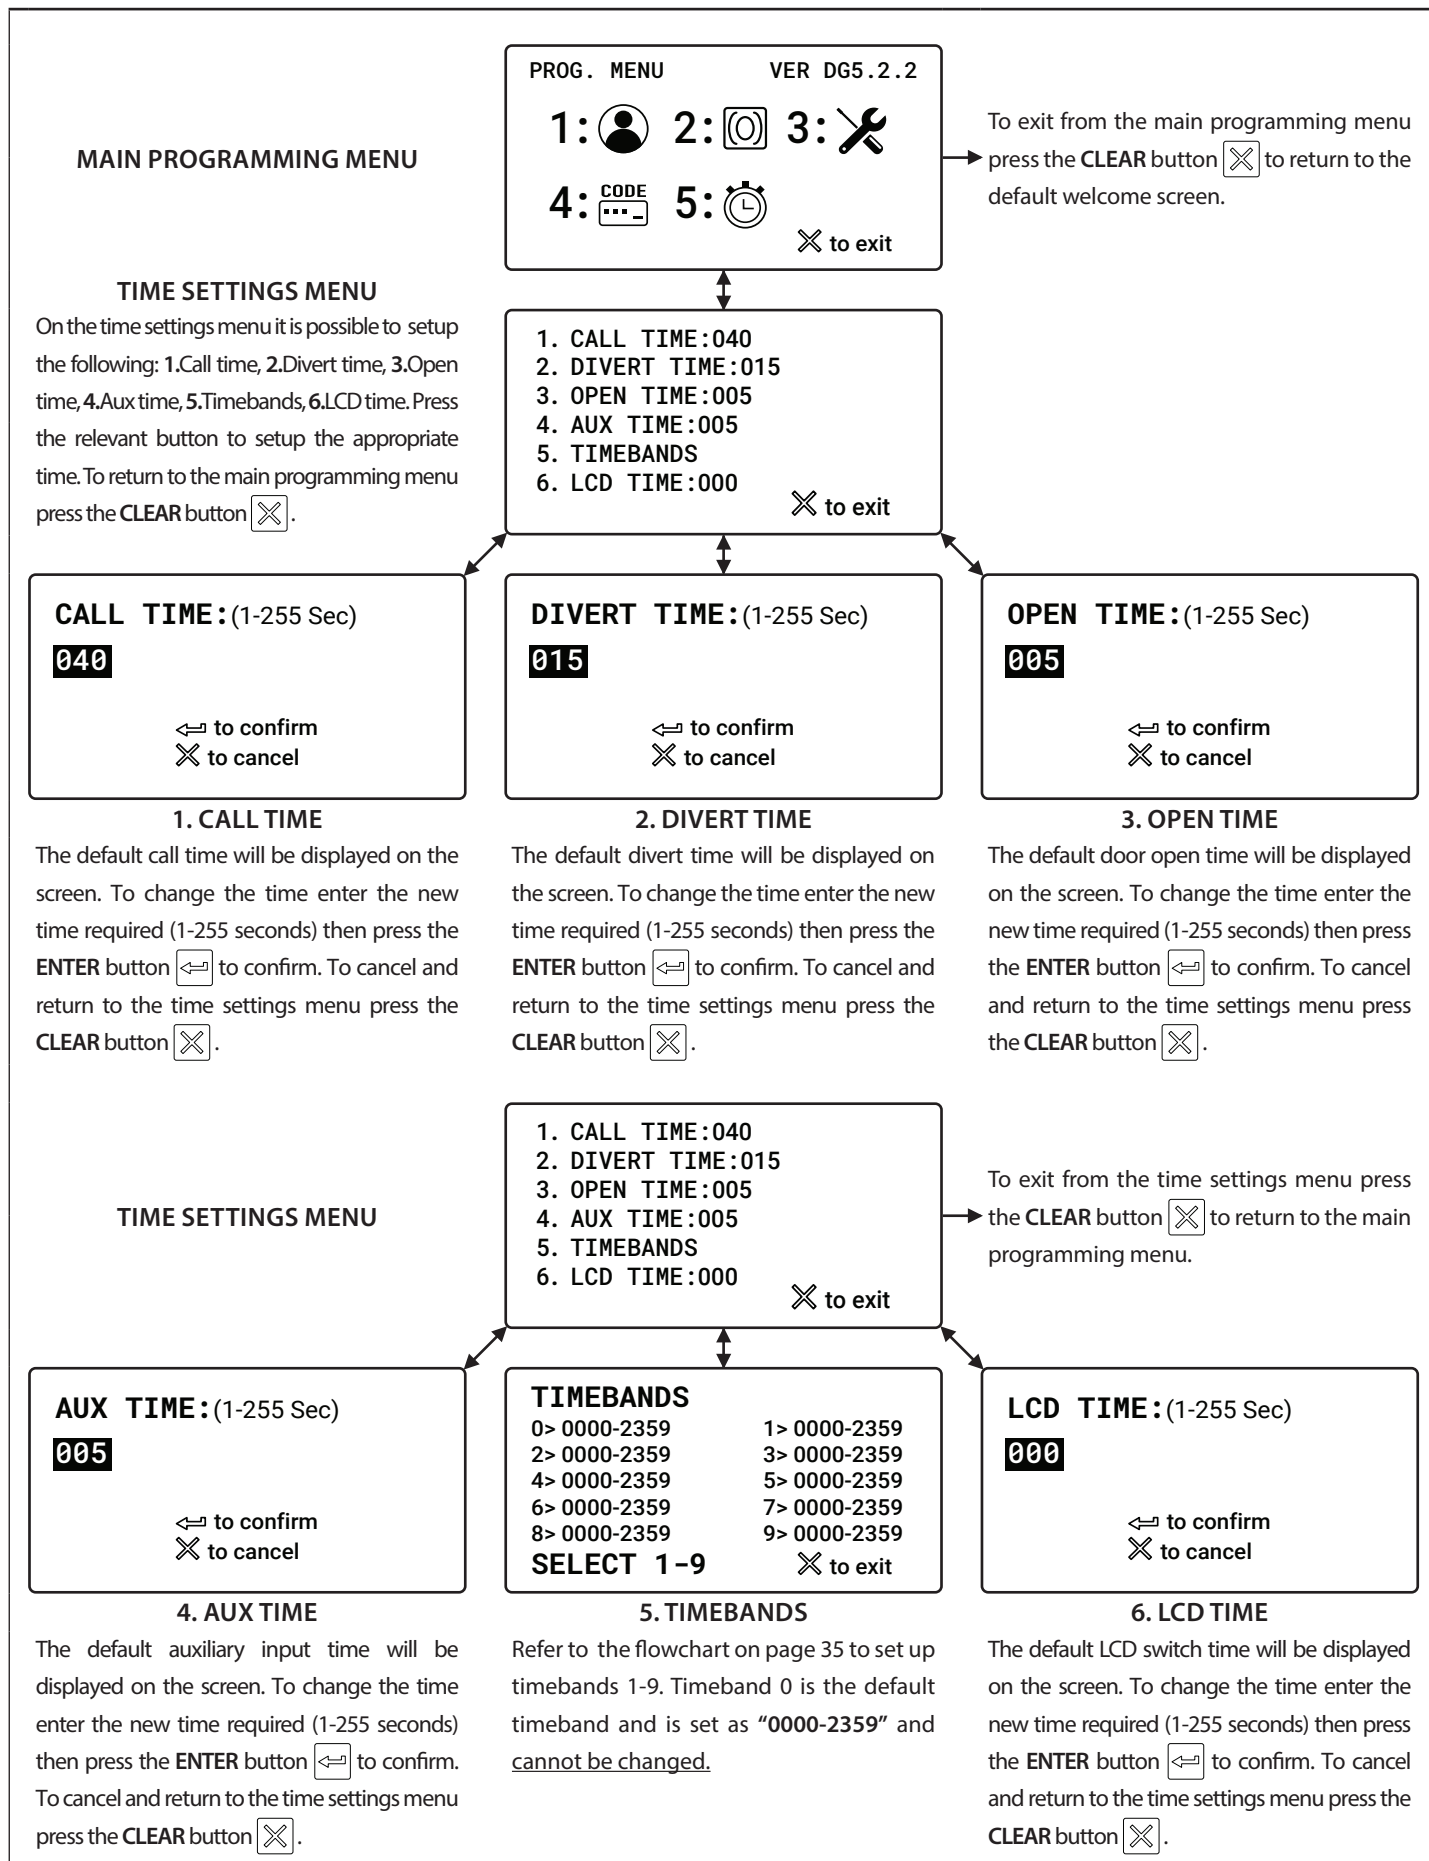 PROG. MENU VER DG5.2.2
1: 2: 3:
4: CODE 5:
to exit
MAIN PROGRAMMING MENU
To exit from the main programming menu
press the CLEAR button to return to the
default welcome screen.
TIME SETTINGS MENU
On the time settings menu it is possible to setup
the following: 1.Call time, 2.Divert time, 3.Open
time, 4.Aux time, 5.Timebands, 6.LCD time. Press
the relevant button to setup the appropriate
time. To return to the main programming menu
press the CLEAR button .
1. CALL TIME:040
2. DIVERT TIME:015
3. OPEN TIME:005
4. AUX TIME:005
5. TIMEBANDS
6. LCD TIME:000
to exit
CALL TIME:(1-255 Sec)
040
to confirm
to cancel
DIVERT TIME:(1-255 Sec)
015
to confirm
to cancel
OPEN TIME:(1-255 Sec)
005
to confirm
to cancel
1. CALL TIME
The default call time will be displayed on the
screen. To change the time enter the new
time required (1-255 seconds) then press the
ENTER button to confirm. To cancel and
return to the time settings menu press the
CLEAR button .
2. DIVERT TIME
The default divert time will be displayed on
the screen. To change the time enter the new
time required (1-255 seconds) then press the
ENTER button to confirm. To cancel and
return to the time settings menu press the
CLEAR button .
3. OPEN TIME
The default door open time will be displayed
on the screen. To change the time enter the
new time required (1-255 seconds) then press
the ENTER button to confirm. To cancel
and return to the time settings menu press
the CLEAR button .
TIME SETTINGS MENU
1. CALL TIME:040
2. DIVERT TIME:015
3. OPEN TIME:005
4. AUX TIME:005
5. TIMEBANDS
6. LCD TIME:000
to exit
To exit from the time settings menu press
the CLEAR button to return to the main
programming menu.
AUX TIME:(1-255 Sec)
005
to confirm
to cancel
TIMEBANDS
0> 0000-2359 1> 0000-2359
2> 0000-2359 3> 0000-2359
4> 0000-2359 5> 0000-2359
6> 0000-2359 7> 0000-2359
8> 0000-2359 9> 0000-2359
SELECT 1-9 to exit
LCD TIME:(1-255 Sec)
000
to confirm
to cancel
4. AUX TIME
The default auxiliary input time will be
displayed on the screen. To change the time
enter the new time required (1-255 seconds)
then press the ENTER button to confirm.
To cancel and return to the time settings menu
press the CLEAR button .
5. TIMEBANDS
Refer to the flowchart on page 35 to set up
timebands 1-9. Timeband 0 is the default
timeband and is set as “0000-2359” and
cannot be changed.
6. LCD TIME
The default LCD switch time will be displayed
on the screen. To change the time enter the
new time required (1-255 seconds) then press
the ENTER button to confirm. To cancel
and return to the time settings menu press the
CLEAR button .